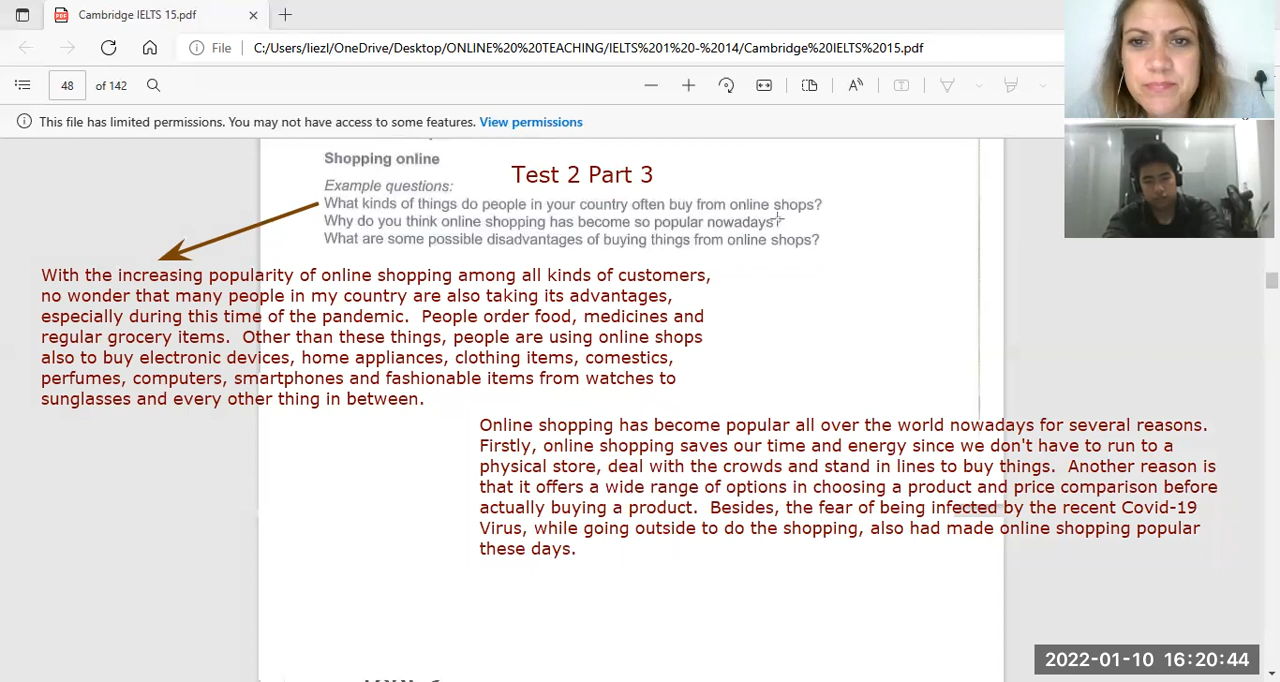 Cambridge IELTS 15.pdf
File
C:/Users/liezl/OneDrive/Desktop/ONLINE%20%20TEACHING/IELTS%201%20-%2014/Cambridge%20IELTS%2015.pdf
48 of 142
This file has limited permissions. You may not have access to some features. View permissions
Shopping online
Test 2 Part 3
Example questions:
What kinds of things do people in your country often buy from online shops?
Why do you think online shopping has become so popular nowadays
What are some possible disadvantages of buying things from online shops?
With the increasing popularity of online shopping among all kinds of customers,
no wonder that many people in my country are also taking its advantages,
especially during this time of the pandemic. People order food, medicines and
regular grocery items. Other than these things, people are using online shops
also to buy electronic devices, home appliances, clothing items, comestics,
perfumes, computers, smartphones and fashionable items from watches to
sunglasses and every other thing in between.
Online shopping has become popular all over the world nowadays for several reasons.
Firstly, online shopping saves our time and energy since we don't have to run to a
physical store, deal with the crowds and stand in lines to buy things. Another reason is
that it offers a wide range of options in choosing a product and price comparison before
actually buying a product. Besides, the fear of being infected by the recent Covid-19
Virus, while going outside to do the shopping, also had made online shopping popular
these days.
2022-01-10 16:20:44